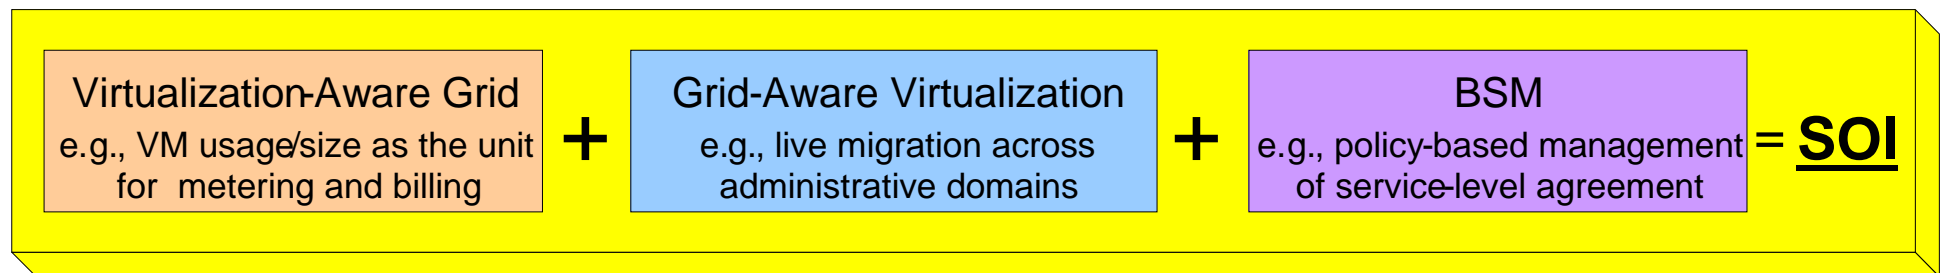 Virtualization-Aware Grid
e.g., VM usage/size as the unit
for metering and billing
+
Grid-Aware Virtualization
e.g., live migration across
administrative domains
+
BSM
e.g., policy-based management
of service-level agreement
= SOI